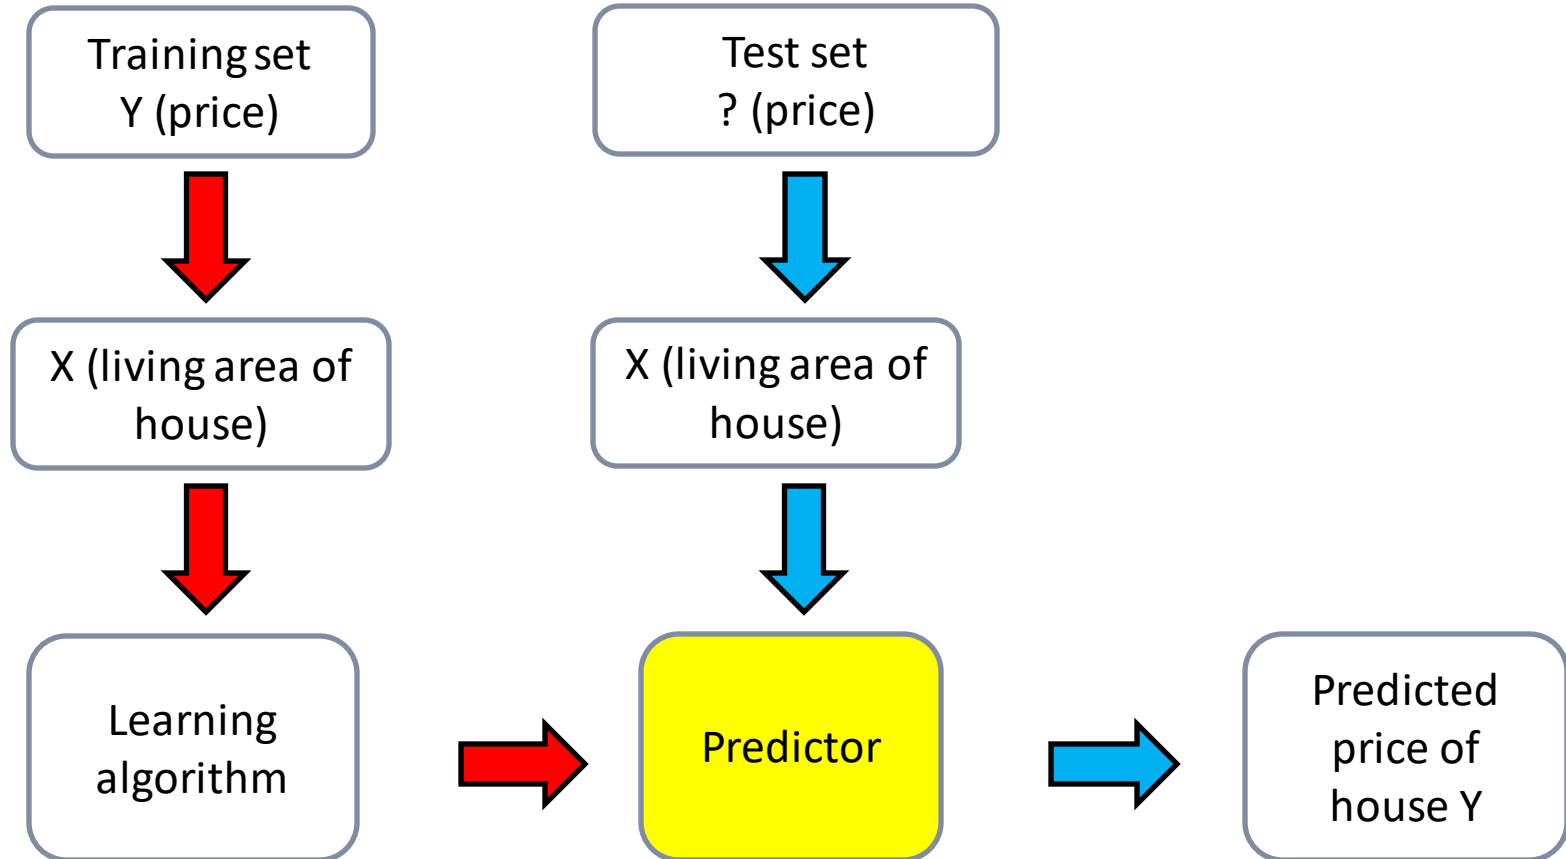 Training set
Y (price)
Test set
? (price)
X (living area of
house)
X (living area of
house)
Learning
algorithm
Predictor
Predicted
price of
house Y